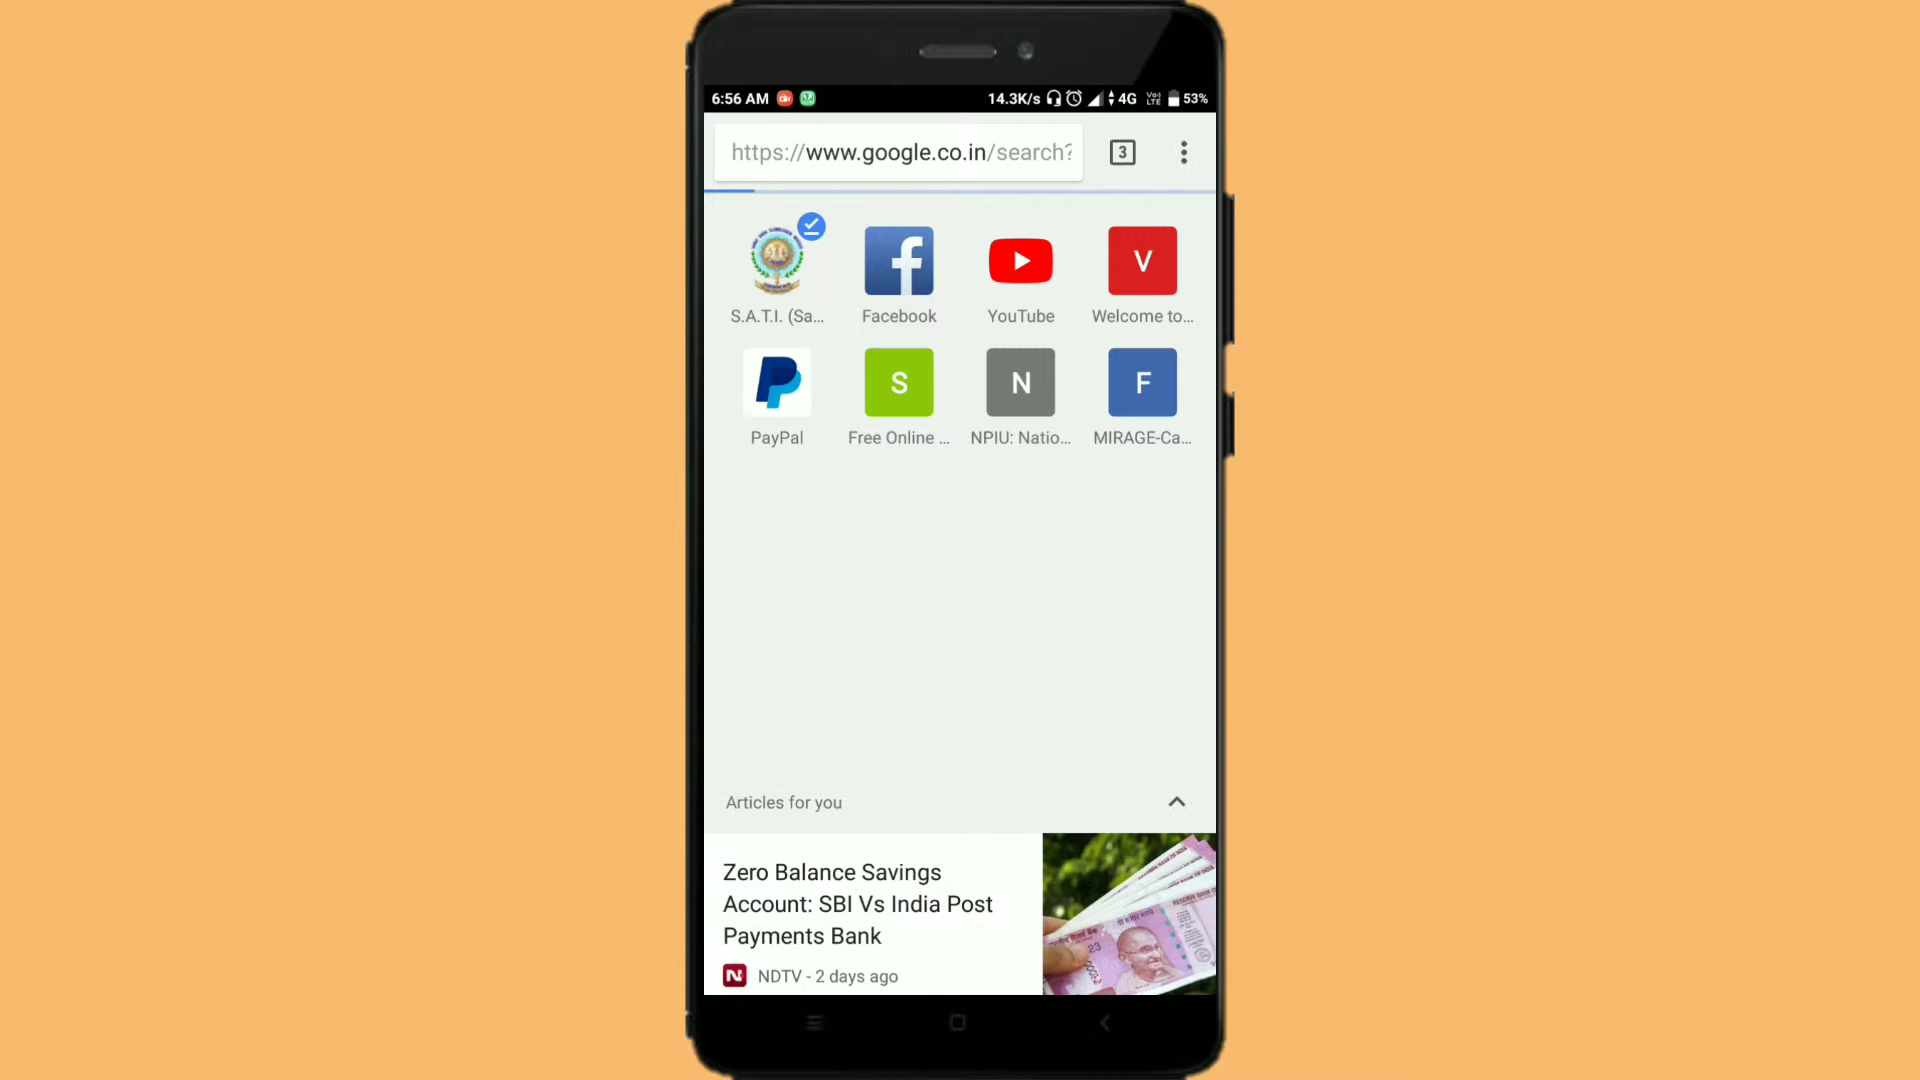 6:56 AM 14.3K/s 4G VoLTE 53%
https://www.google.co.in/search?
3
V
S.A.T.I. (Sa...
Facebook
YouTube
Welcome to...
S
N
F
PayPal
Free Online ...
NPIU: Natio...
MIRAGE-Ca...
Articles for you
Zero Balance Savings
Account: SBI Vs India Post
Payments Bank
N NDTV - 2 days ago